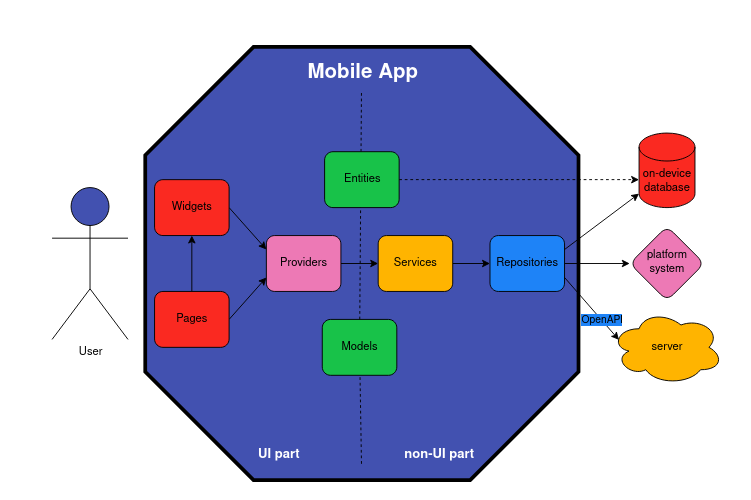 Mobile App
Entities
on-device
database
Widgets
Providers
Services
Repositories
platform
system
Pages
OpenAPI
Models
server
User
UI part
non-UI part